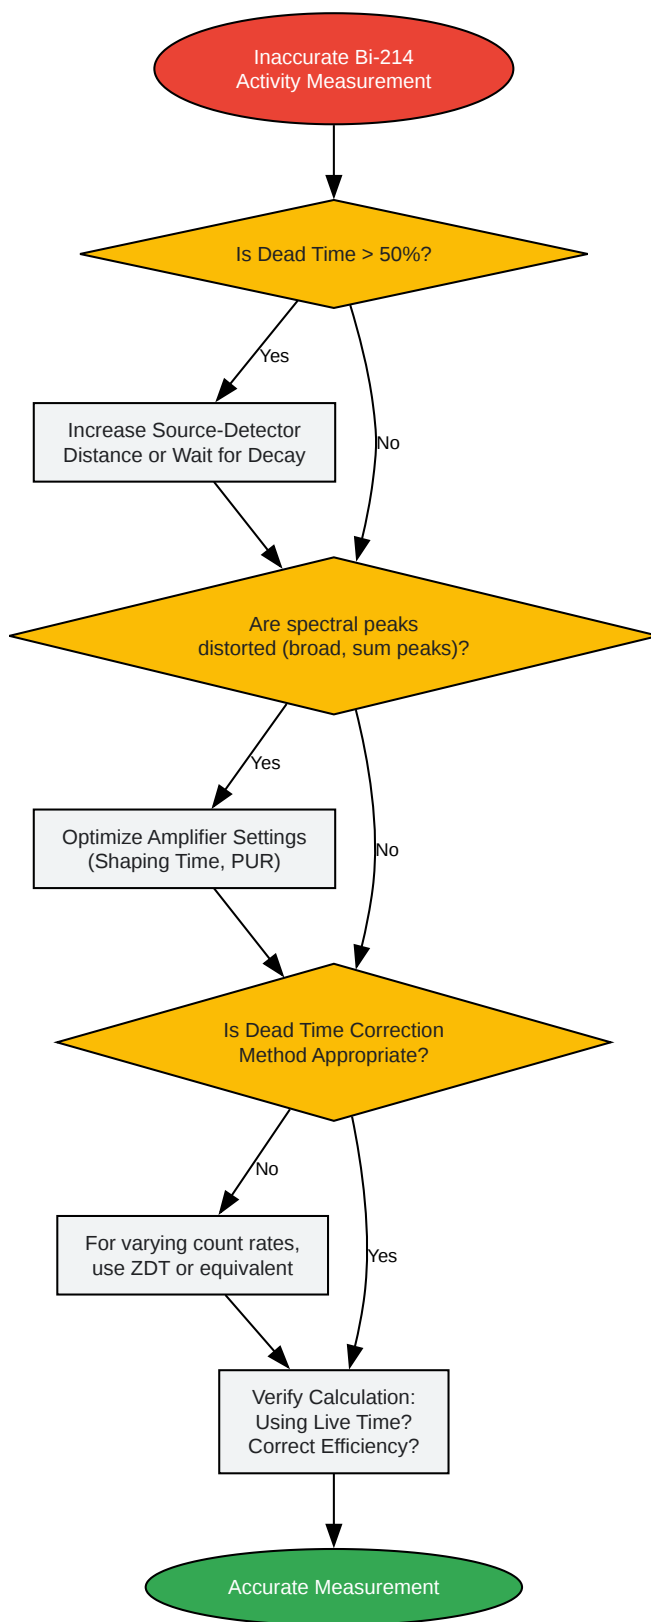 Inaccurate Bi-214
Activity Measurement
Is Dead Time > 50%?
Yes
Increase Source-Detector
Distance or Wait for Decay
No
Are spectral peaks
distorted (broad, sum peaks)?
Yes
Optimize Amplifier Settings
(Shaping Time, PUR)
No
Is Dead Time Correction
Method Appropriate?
No
For varying count rates,
use ZDT or equivalent
Yes
Verify Calculation:
Using Live Time?
Correct Efficiency?
Accurate Measurement